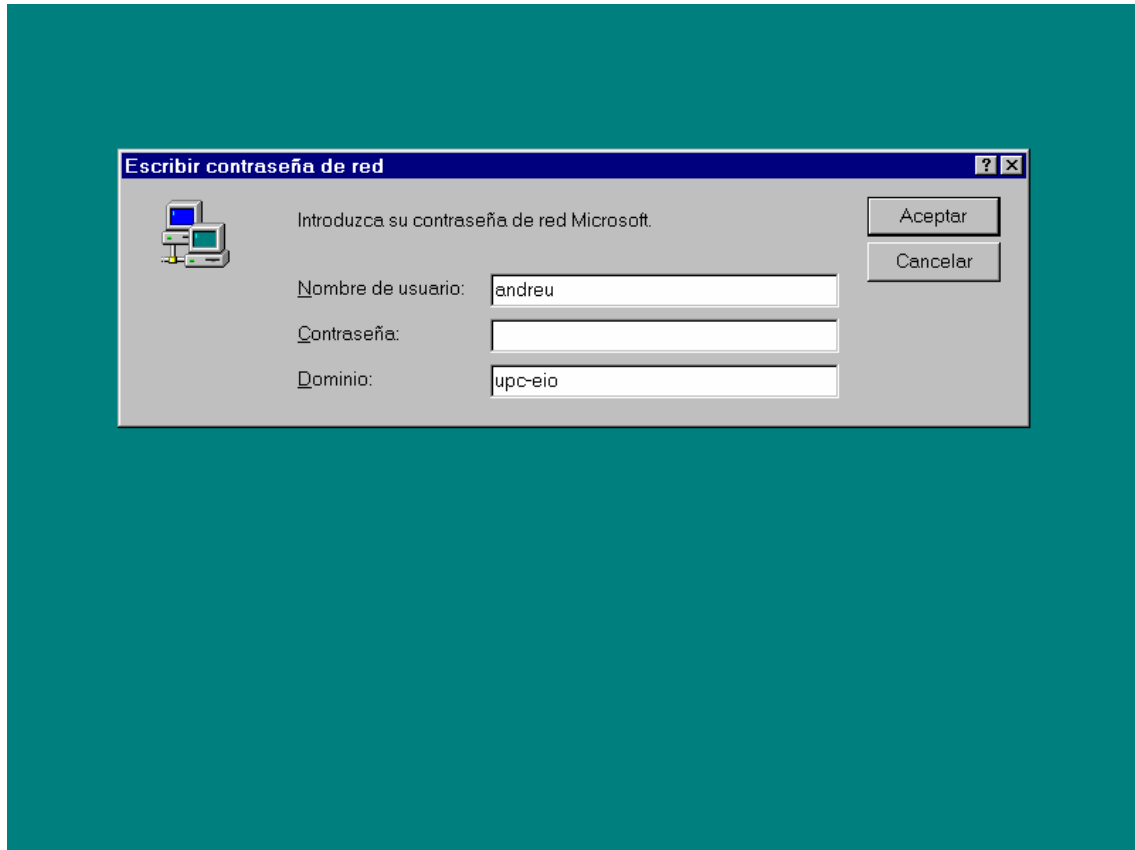 Escribir contraseña de red
?
Introduzca su contraseña de red Microsoft.
Aceptar
Cancelar
Nombre de usuario: andreu
Contraseña:
Dominio: upc-eio